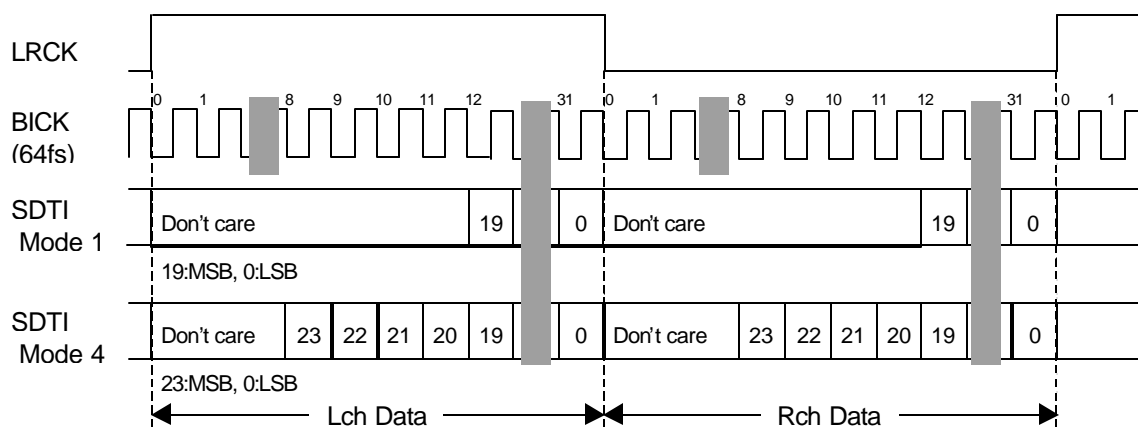 LRCK
0 1 8 9 10 11 12 31 0 1 8 9 10 11 12 31 0 1
BICK
(64fs)
SDTI
Mode 1
Don't care 19 0 Don't care 19 0
19:MSB, 0:LSB
SDTI
Mode 4
Don't care 23 22 21 20 19 0 Don't care 23 22 21 20 19 0
23:MSB, 0:LSB
Lch Data Rch Data